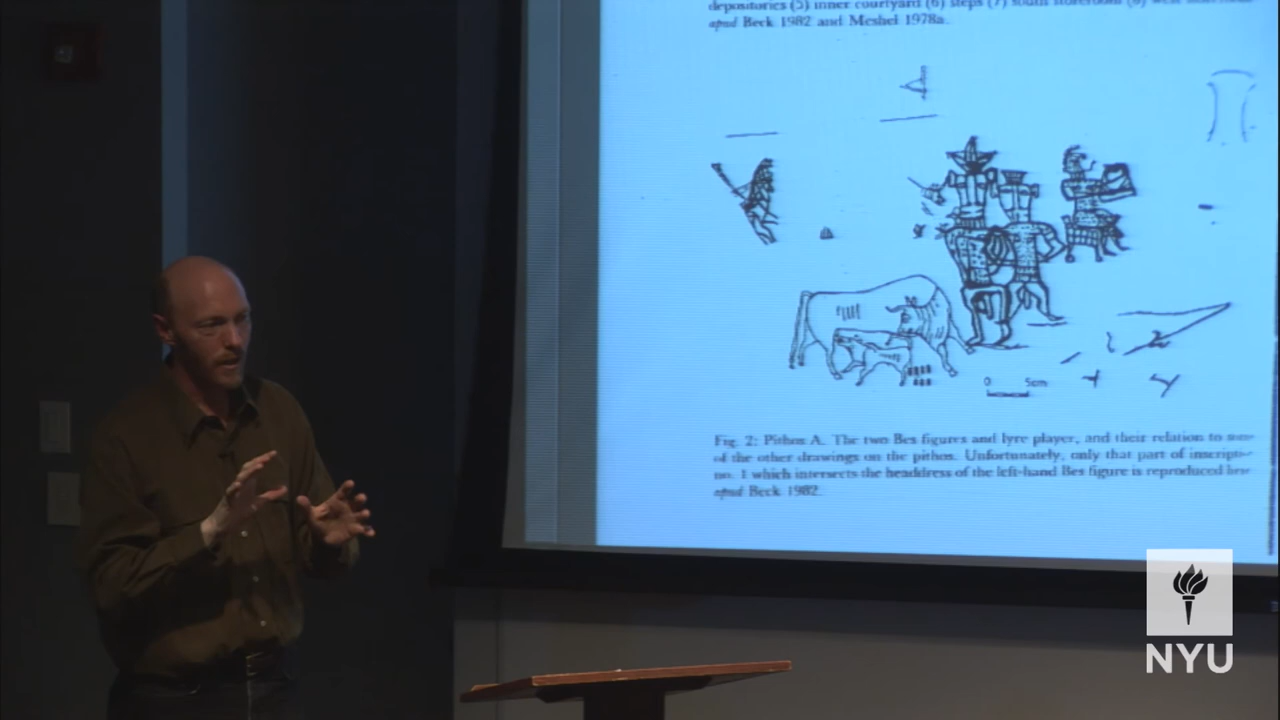 depositories (5) inner courtyard (6) steps (7) south storeroom (8) west
apud Beck 1982 and Meshel 1978a.
0 5cm
Fig. 2: Pithos A. The two Bes figures and lyre player, and their relation to
of the other drawings on the pithos. Unfortunately, only that part of
no. 1 which intersects the headdress of the left-hand Bes figure is reproduced here
apud Beck 1982.
NYU